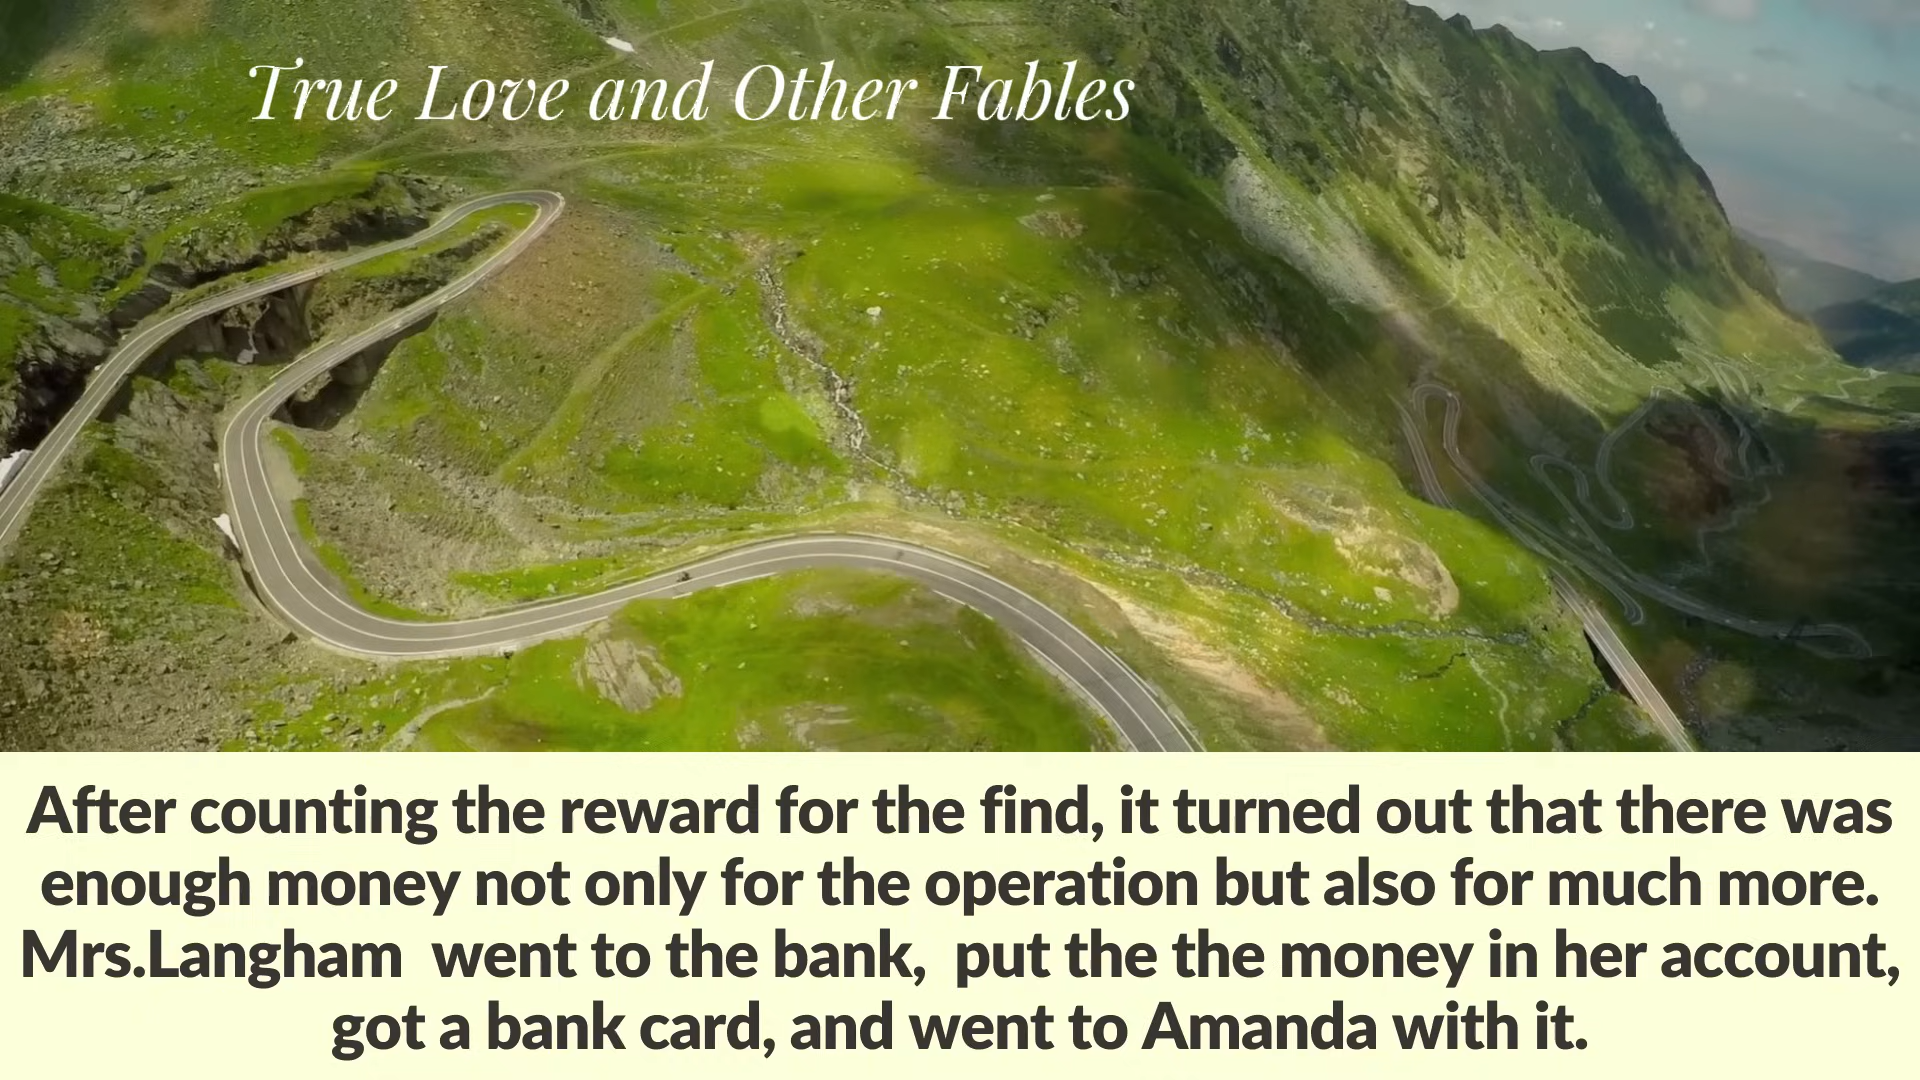 True Love and Other Fables
After counting the reward for the find, it turned out that there was
enough money not only for the operation but also for much more.
Mrs.Langham  went to the bank,  put the the money in her account,
got a bank card, and went to Amanda with it.